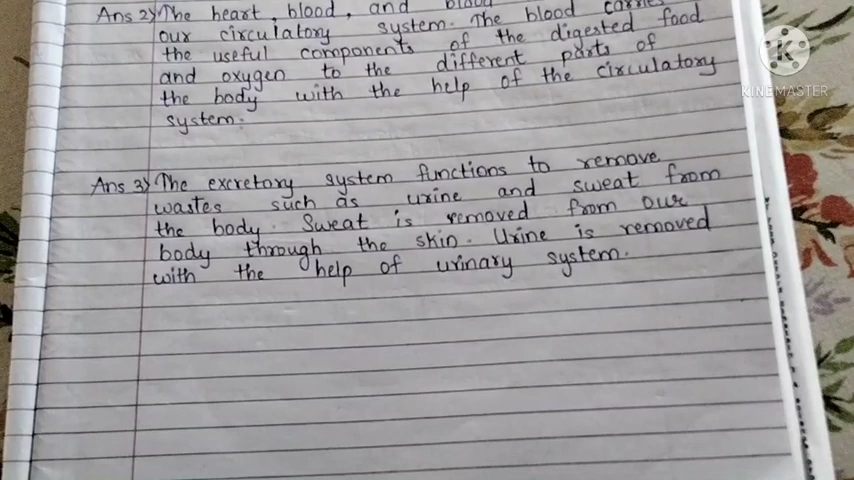 Ans 2) The heart, blood, and blood
our circulatory system. The blood carries
the useful components of the digested food
and oxygen to the different parts of
the body with the help of the circulatory
system.
Ans 3) The excretory system functions to remove
wastes such as urine and sweat from
the body. Sweat is removed from our
body through the skin. Urine is removed
with the help of urinary system.
K
KINEMASTER